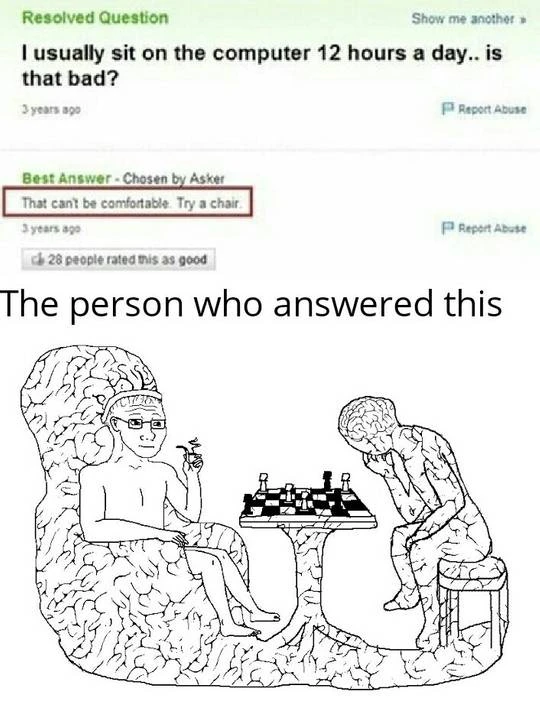 Resolved Question
Show me another »
I usually sit on the computer 12 hours a day.. is
that bad?
3 years ago
Report Abuse
Best Answer - Chosen by Asker
That can't be comfortable. Try a chair.
3 years ago
Report Abuse
28 people rated this as good
The person who answered this